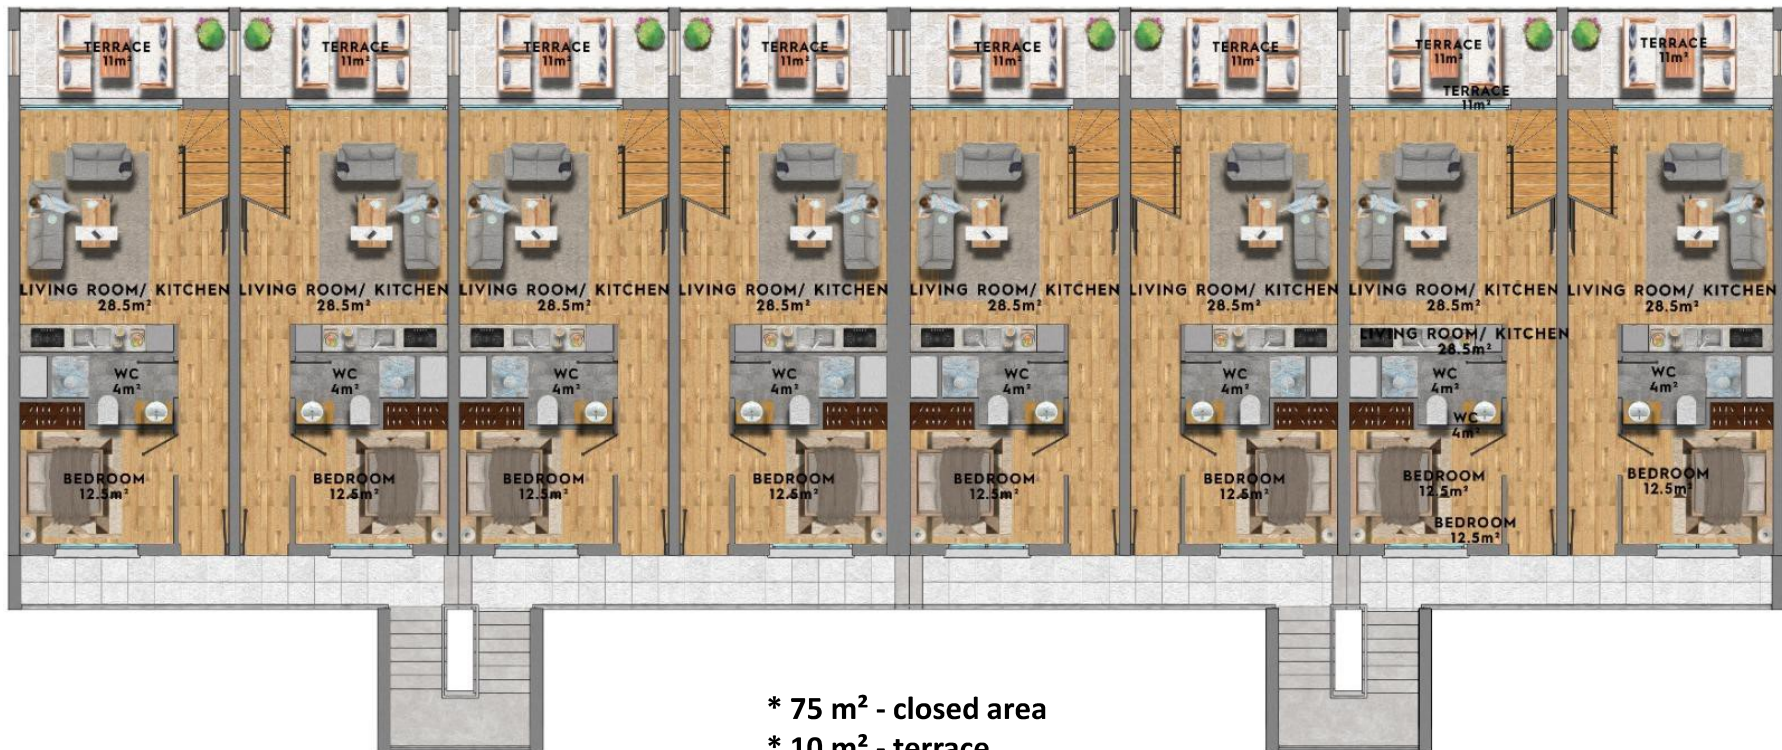 TERRACE
11m²
TERRACE
11m²
TERRACE
11m²
TERRACE
11m²
TERRACE
11m²
TERRACE
11m²
TERRACE
11m²
TERRACE
11m²
TERRACE
11m²
LIVING ROOM/ KITCHEN
28.5m²
LIVING ROOM/ KITCHEN
28.5m²
LIVING ROOM/ KITCHEN
28.5m²
LIVING ROOM/ KITCHEN
28.5m²
LIVING ROOM/ KITCHEN
28.5m²
LIVING ROOM/ KITCHEN
28.5m²
LIVING ROOM/ KITCHEN
28.5m²
LIVING ROOM/ KITCHEN
28.5m²
LIVING ROOM/ KITCHEN
28.5m²
WC
4m²
WC
4m²
WC
4m²
WC
4m²
WC
4m²
WC
4m²
WC
4m²
WC
4m²
WC
4m²
BEDROOM
12.5m²
BEDROOM
12.5m²
BEDROOM
12.5m²
BEDROOM
12.5m²
BEDROOM
12.5m²
BEDROOM
12.5m²
BEDROOM
12.5m²
BEDROOM
12.5m²
BEDROOM
12.5m²
* 75 m² - closed area
* 10 m² - terrace